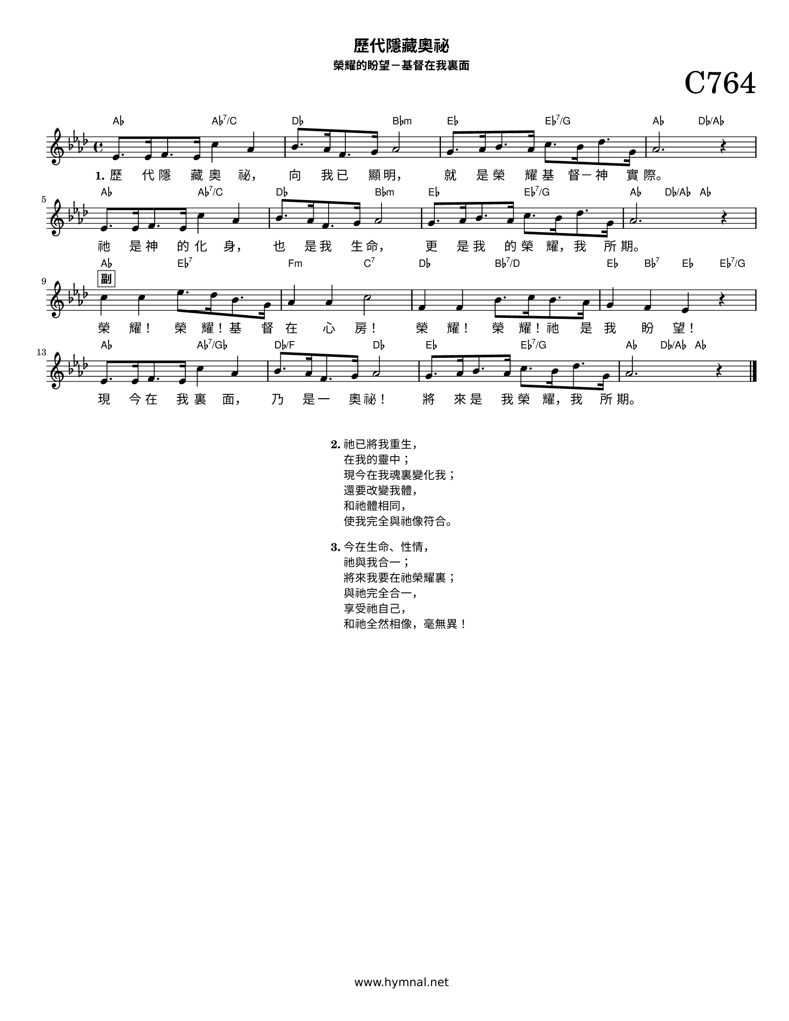 歷代隱藏奧祕
榮耀的盼望－基督在我裏面
C764
A♭ A♭7/C D♭ B♭m E♭ E♭7/G A♭ D♭/A♭
1. 歷 代 隱 藏 奧 祕， 向 我 已 顯 明， 就 是 榮 耀 基 督 － 神 實 際。
A♭ A♭7/C D♭ B♭m E♭ E♭7/G A♭ D♭/A♭ A♭
5
祂 是 神 的 化 身， 也 是 我 生 命， 更 是 我 的 榮 耀，我 所 期。
A♭ E♭7 Fm C7 D♭ B♭7/D E♭ B♭7 E♭ E♭7/G
9 副
榮 耀！ 榮 耀！基 督 在 心 房！ 榮 耀！ 榮 耀！祂 是 我 盼 望！
A♭ A♭7/G♭ D♭/F D♭ E♭ E♭7/G A♭ D♭/A♭ A♭
13
現 今 在 我 裏 面， 乃 是 一 奧 祕！ 將 來 是 我 榮 耀，我 所 期。
2. 祂已將我重生，
在我的靈中；
現今在我魂裏變化我；
還要改變我體，
和祂體相同，
使我完全與祂像符合。
3. 今在生命、性情，
祂與我合一；
將來我要在祂榮耀裏；
與祂完全合一，
享受祂自己，
和祂全然相像，毫無異！
www.hymnal.net